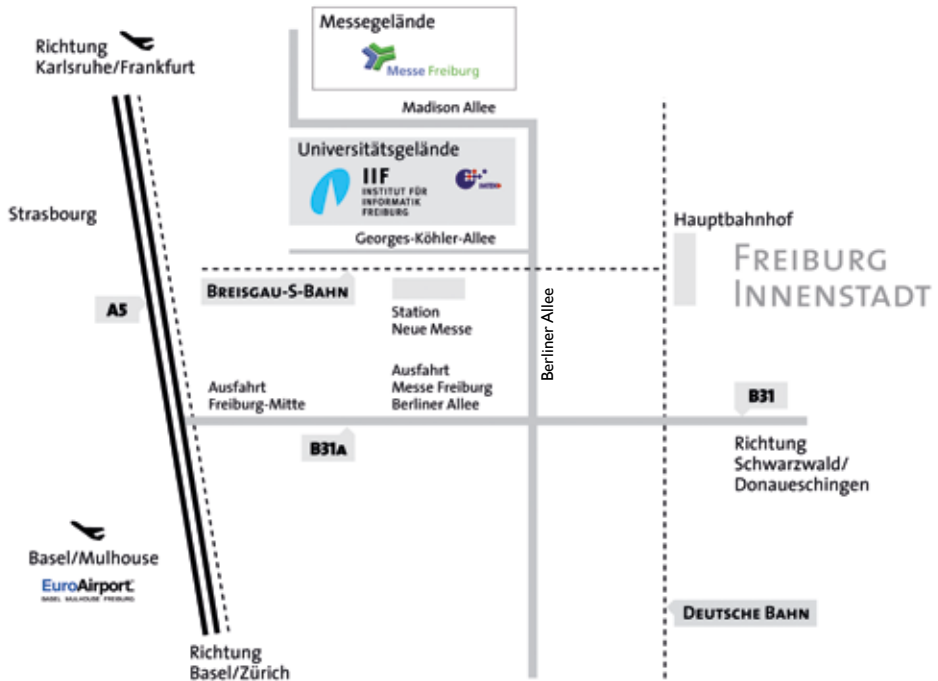 Messegelände
Messe Freiburg
Richtung
Karlsruhe/Frankfurt
Madison Allee
Universitätsgelände
IIF
INSTITUT FÜR
INFORMATIK
FREIBURG
IMTEK
Strasbourg
Georges-Köhler-Allee
Hauptbahnhof
FREIBURG
INNENSTADT
BREISGAU-S-BAHN
A5
Station
Neue Messe
Berliner Allee
Ausfahrt
Freiburg-Mitte
Ausfahrt
Messe Freiburg
Berliner Allee
B31
B31A
Richtung
Schwarzwald/
Donaueschingen
Basel/Mulhouse
EuroAirport
BASEL MULHOUSE FREIBURG
DEUTSCHE BAHN
Richtung
Basel/Zürich